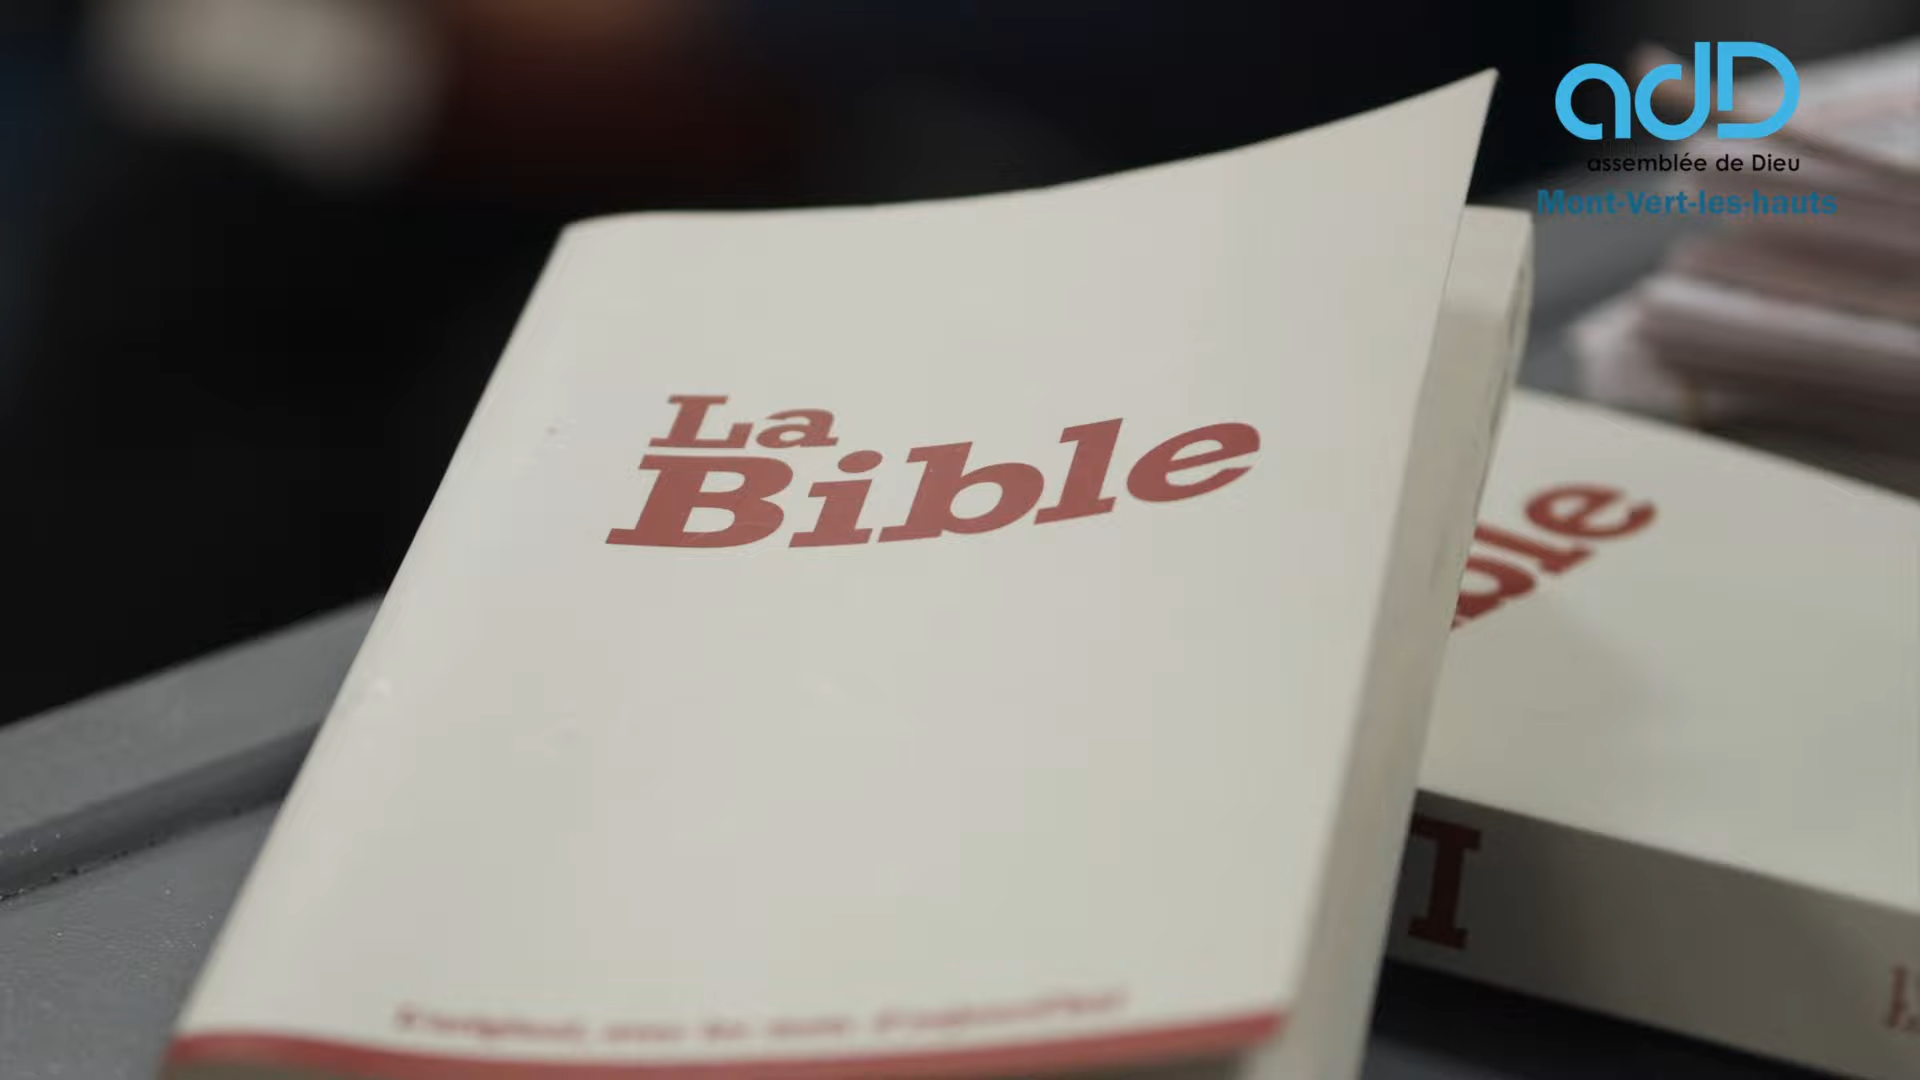 adD
assemblée de Dieu
Mont-Vert-les-hauts
La
Bible
ble
I